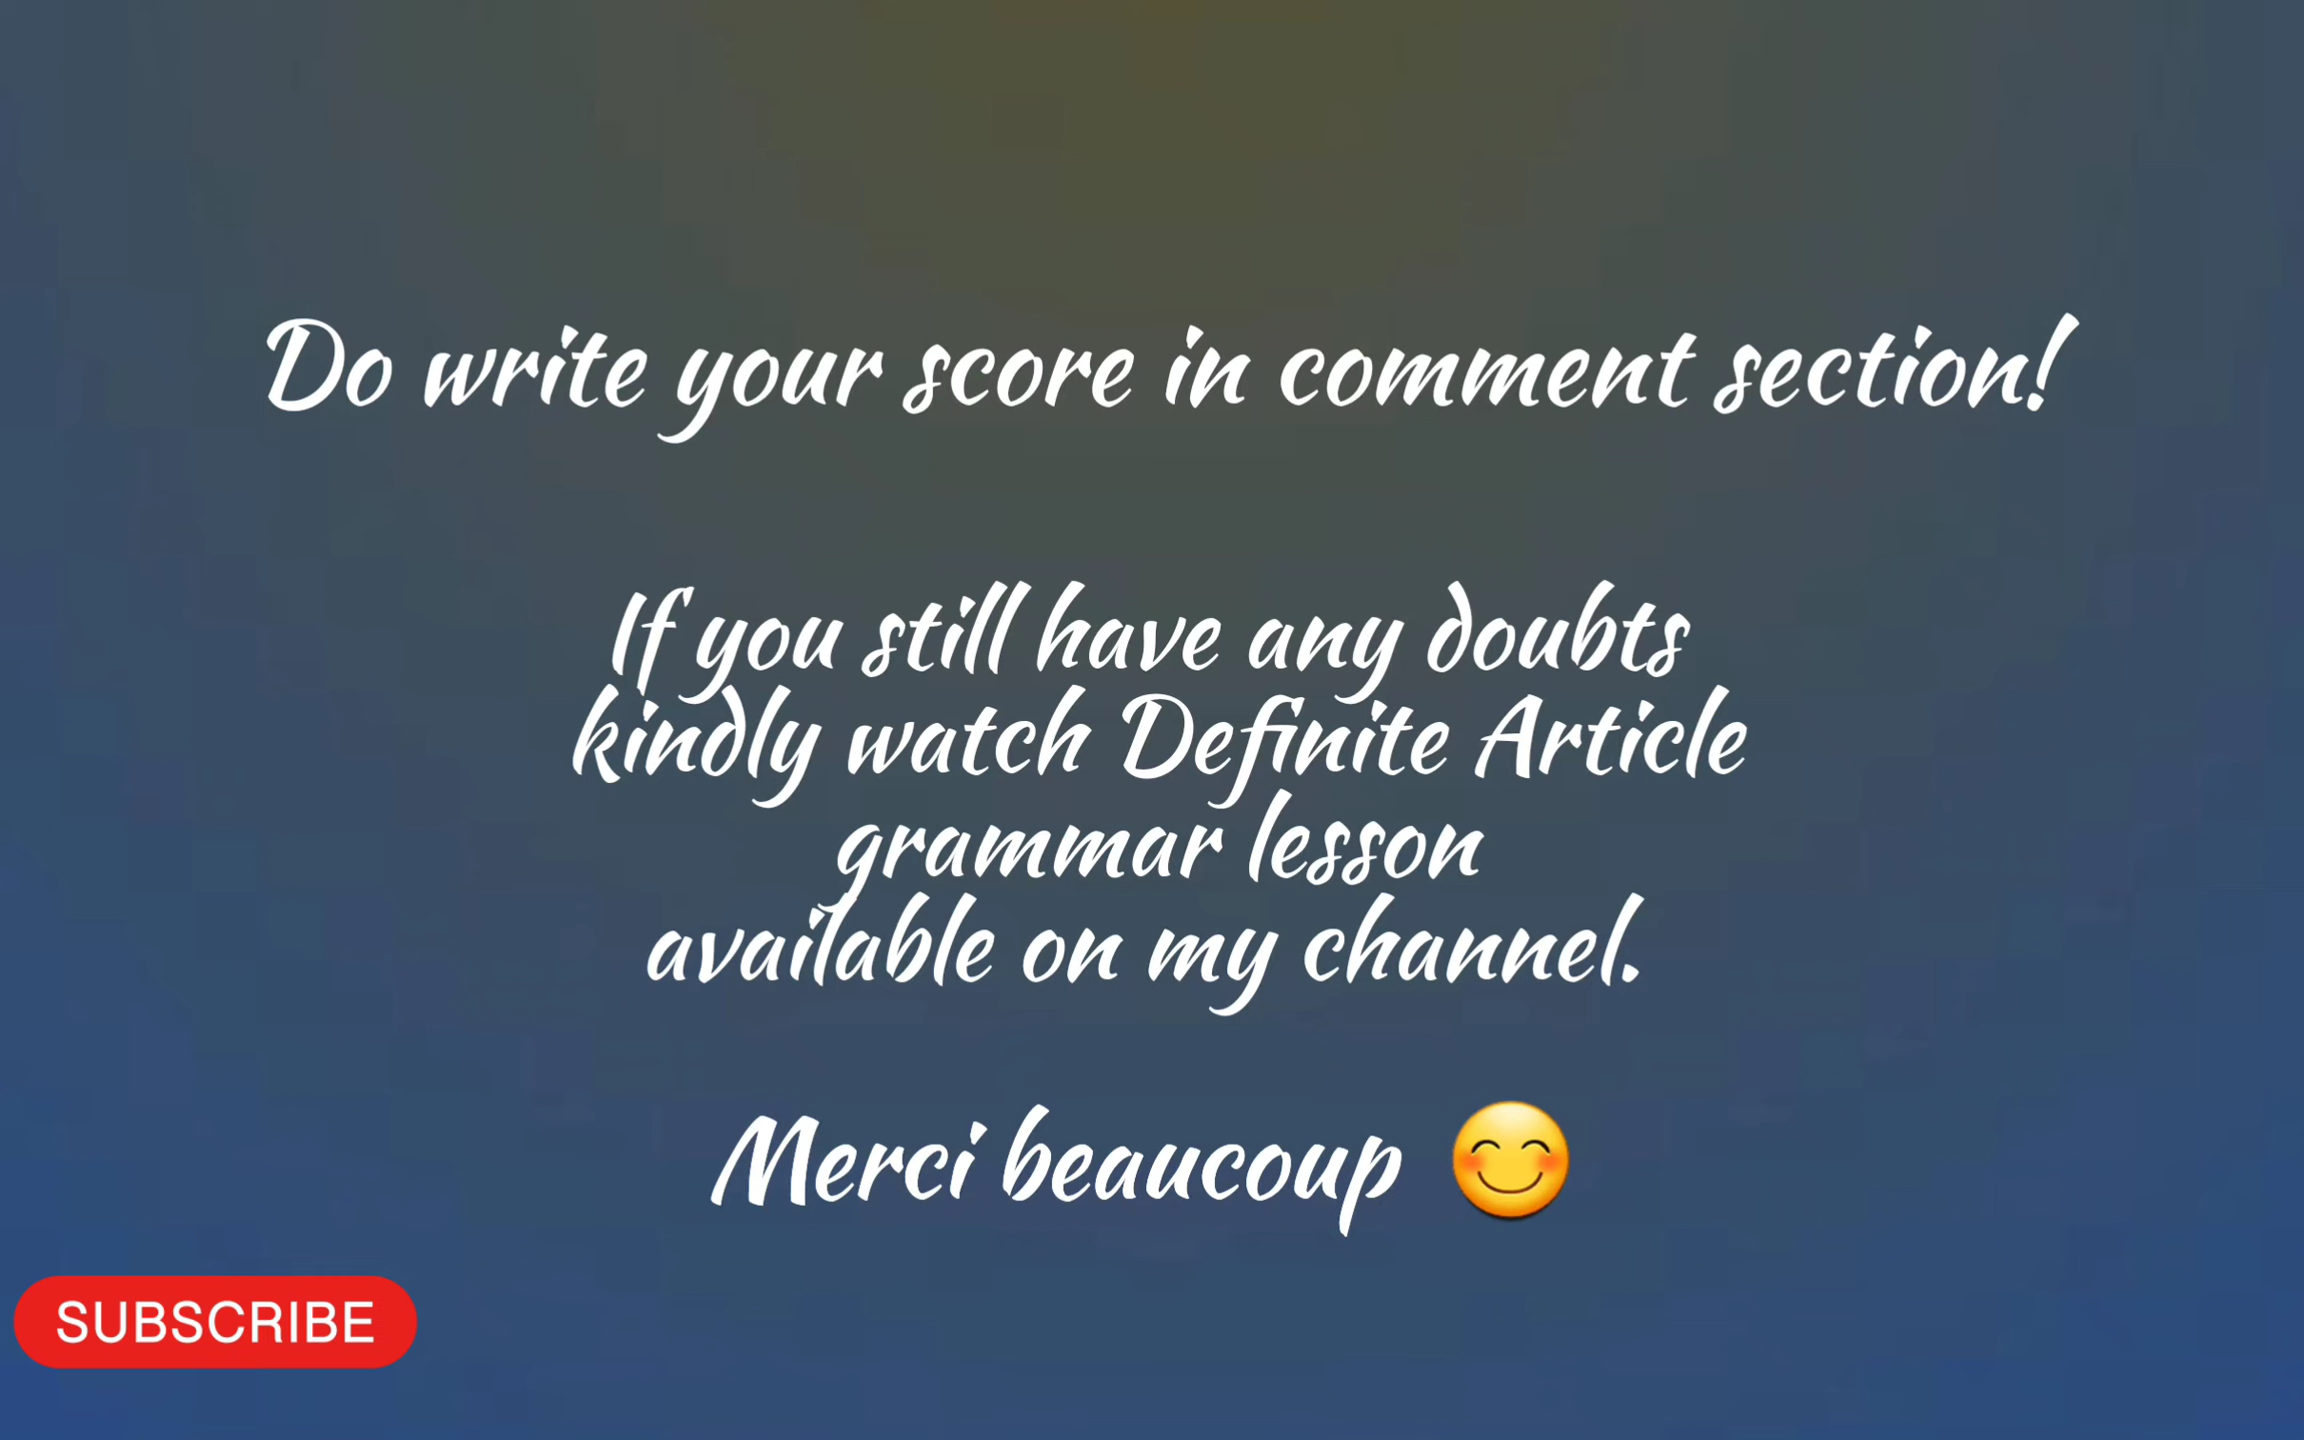 Do write your score in comment section!
If you still have any doubts
kindly watch Definite Article
grammar lesson
available on my channel.
Merci beaucoup 😊
SUBSCRIBE